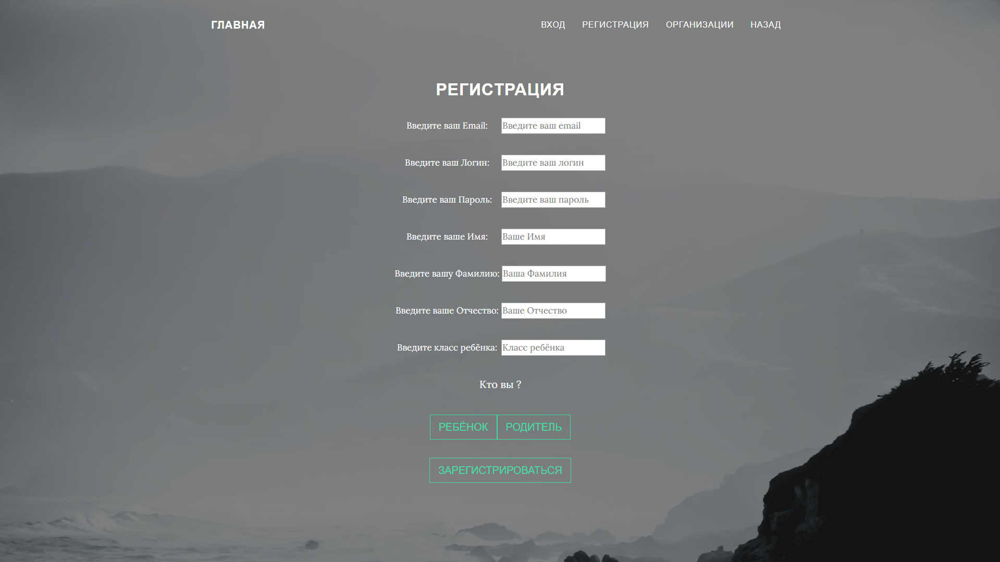 ГЛАВНАЯ ВХОД РЕГИСТРАЦИЯ ОРГАНИЗАЦИИ НАЗАД
РЕГИСТРАЦИЯ
Введите ваш Email: Введите ваш email
Введите ваш Логин: Введите ваш логин
Введите ваш Пароль: Введите ваш пароль
Введите ваше Имя: Ваше Имя
Введите вашу Фамилию: Ваша Фамилия
Введите ваше Отчество: Ваше Отчество
Введите класс ребёнка: Класс ребёнка
Кто вы ?
РЕБЁНОК РОДИТЕЛЬ
ЗАРЕГИСТРИРОВАТЬСЯ